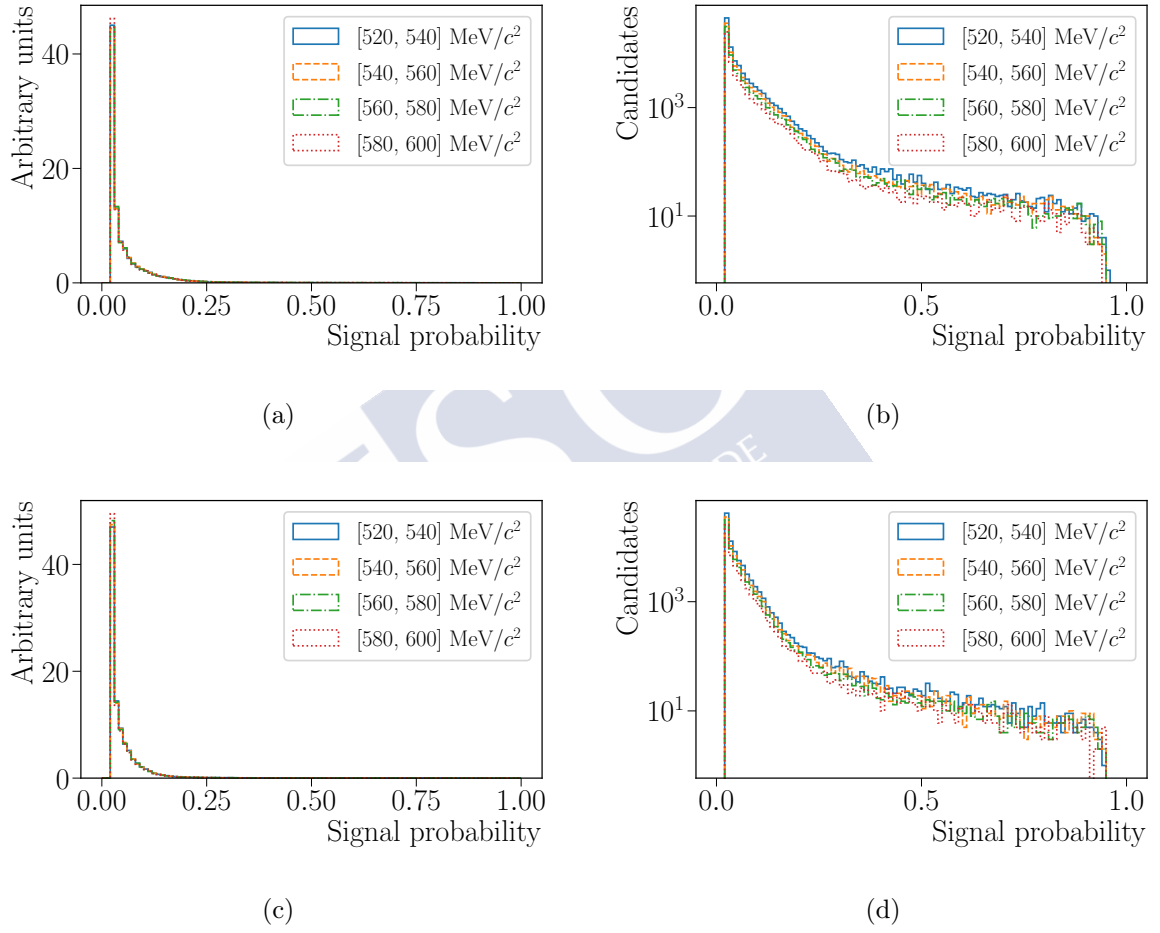 Arbitrary units
40
20
0
0.00 0.25 0.50 0.75 1.00
Signal probability
[520, 540] MeV/c²
[540, 560] MeV/c²
[560, 580] MeV/c²
[580, 600] MeV/c²
(a)
Candidates
10³
10¹
0.0 0.5 1.0
Signal probability
[520, 540] MeV/c²
[540, 560] MeV/c²
[560, 580] MeV/c²
[580, 600] MeV/c²
(b)
DE
Arbitrary units
40
20
0
0.00 0.25 0.50 0.75 1.00
Signal probability
[520, 540] MeV/c²
[540, 560] MeV/c²
[560, 580] MeV/c²
[580, 600] MeV/c²
(c)
Candidates
10³
10¹
0.0 0.5 1.0
Signal probability
[520, 540] MeV/c²
[540, 560] MeV/c²
[560, 580] MeV/c²
[580, 600] MeV/c²
(d)